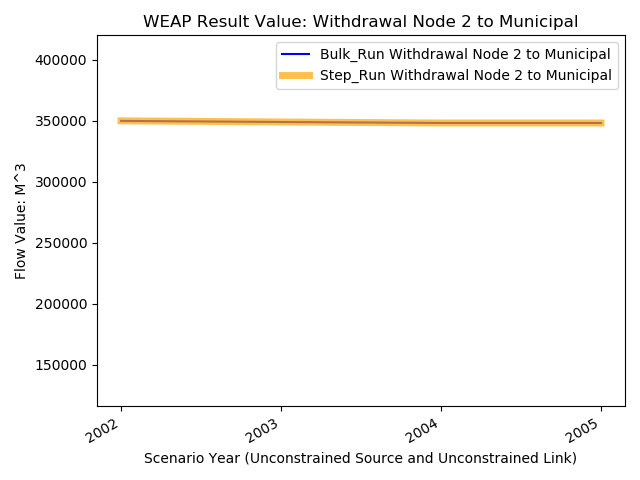 WEAP Result Value: Withdrawal Node 2 to Municipal
Bulk_Run Withdrawal Node 2 to Municipal
Step_Run Withdrawal Node 2 to Municipal
Flow Value: M^3
400000
350000
300000
250000
200000
150000
2002
2003
2004
2005
Scenario Year (Unconstrained Source and Unconstrained Link)